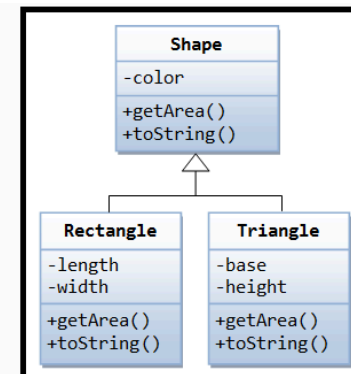 Shape
-color
+getArea()
+toString()
Rectangle
-length
-width
+getArea()
+toString()
Triangle
-base
-height
+getArea()
+toString()